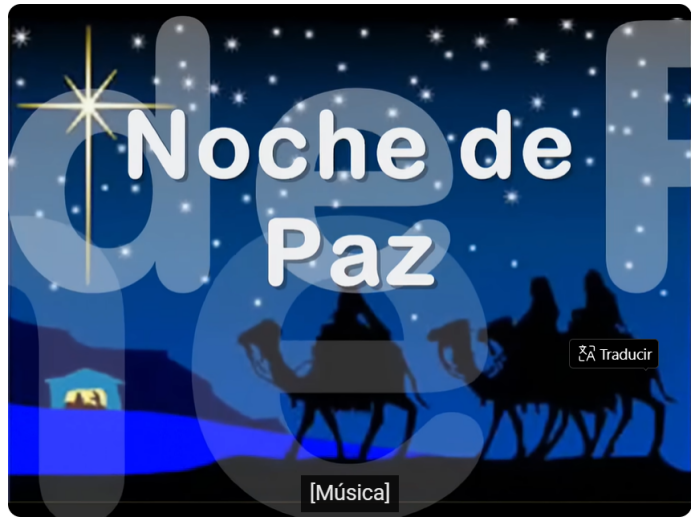 Noche de
Paz
Traducir
[Música]